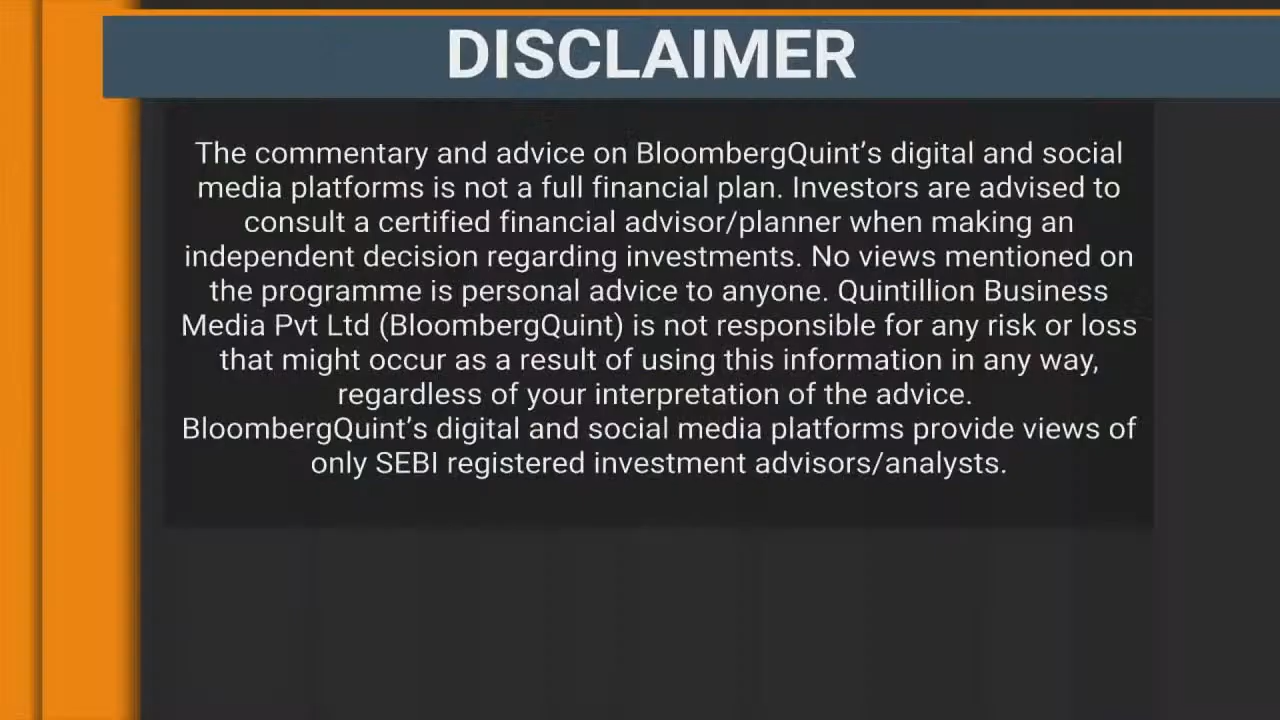 DISCLAIMER
The commentary and advice on BloombergQuint’s digital and social
media platforms is not a full financial plan. Investors are advised to
consult a certified financial advisor/planner when making an
independent decision regarding investments. No views mentioned on
the programme is personal advice to anyone. Quintillion Business
Media Pvt Ltd (BloombergQuint) is not responsible for any risk or loss
that might occur as a result of using this information in any way,
regardless of your interpretation of the advice.
BloombergQuint’s digital and social media platforms provide views of
only SEBI registered investment advisors/analysts.